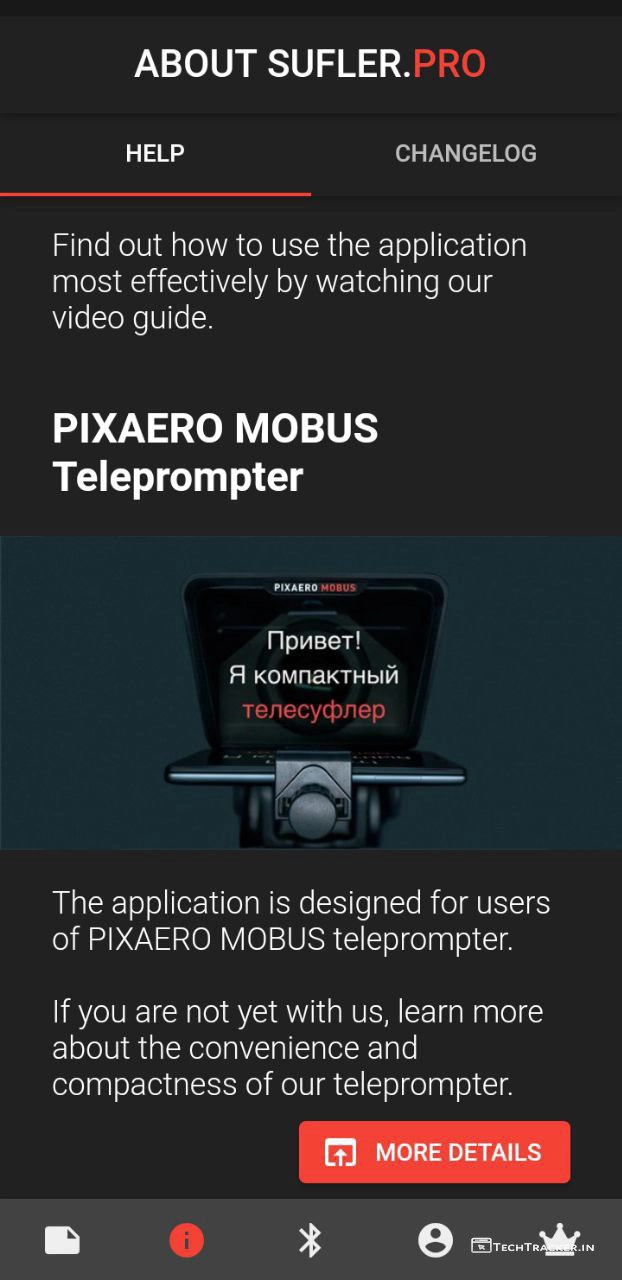 ABOUT SUFLER.PRO
HELP
CHANGELOG
Find out how to use the application
most effectively by watching our
video guide.
PIXAERO MOBUS
Teleprompter
PIXAERO MOBUS
Привет!
Я компактный
телесуфлер
The application is designed for users
of PIXAERO MOBUS teleprompter.
If you are not yet with us, learn more
about the convenience and
compactness of our teleprompter.
MORE DETAILS
TECHTRACKER.IN